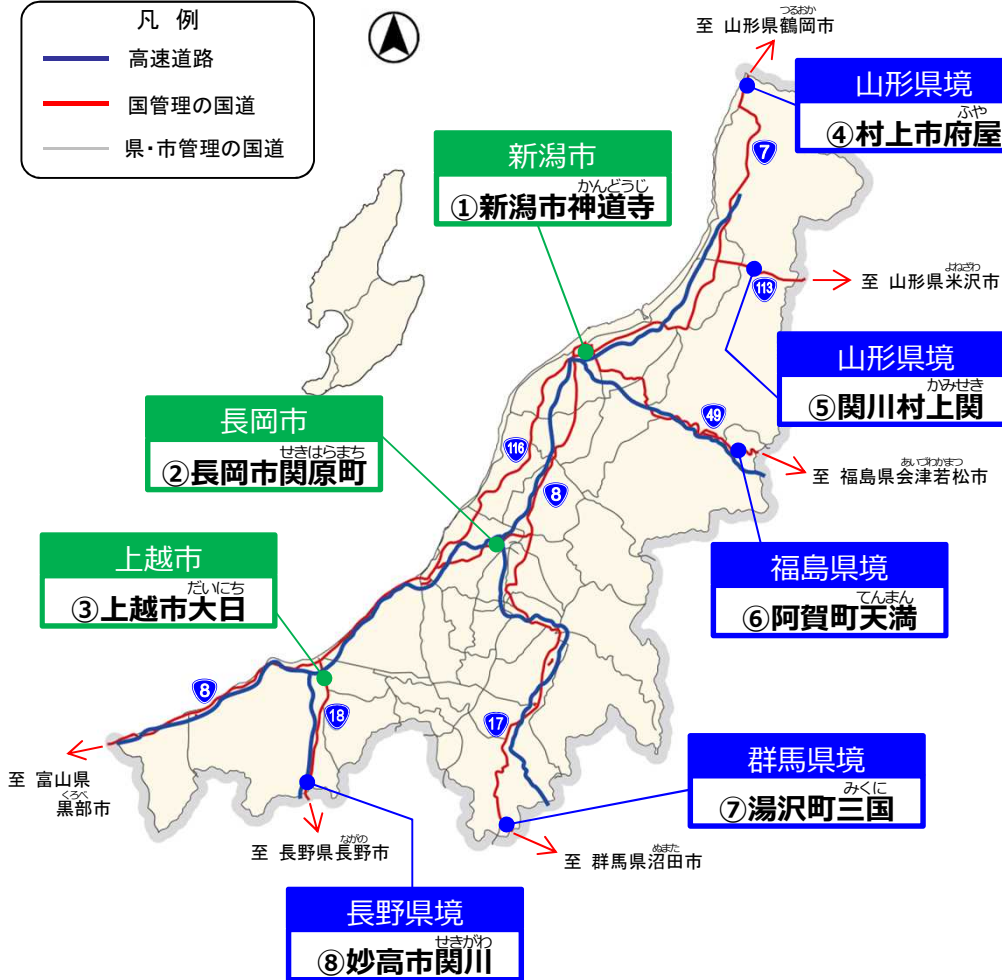 凡 例
高速道路
国管理の国道
県・市管理の国道
つるおか
至 山形県鶴岡市
山形県境
ふや
④村上市府屋
7
新潟市
かんどうじ
①新潟市神道寺
よねざわ
至 山形県米沢市
113
山形県境
かみせき
⑤関川村上関
長岡市
せきはらまち
②長岡市関原町
116
49
8
あいづわかまつ
至 福島県会津若松市
上越市
だいにち
③上越市大日
福島県境
てんまん
⑥阿賀町天満
8
18
17
至 富山県
くろべ
黒部市
群馬県境
みくに
⑦湯沢町三国
ながの
至 長野県長野市
ぬまた
至 群馬県沼田市
長野県境
せきがわ
⑧妙高市関川